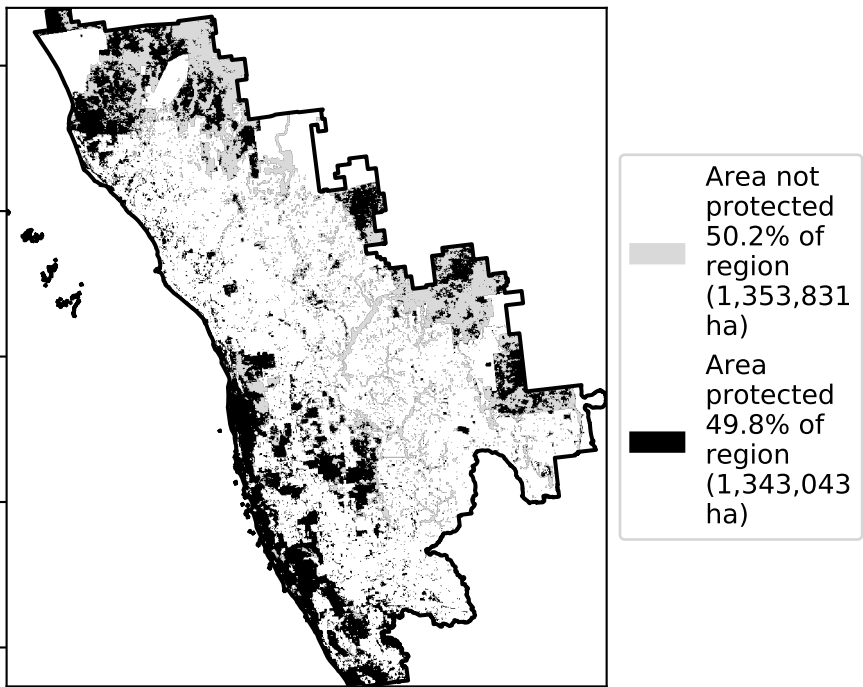 Area not
protected
50.2% of
region
(1,353,831
ha)
Area
protected
49.8% of
region
(1,343,043
ha)